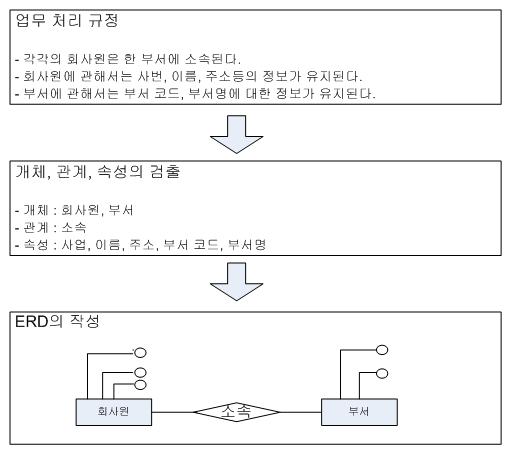 업무 처리 규정
- 각각의 회사원은 한 부서에 소속된다.
- 회사원에 관해서는 사번, 이름, 주소등의 정보가 유지된다.
- 부서에 관해서는 부서 코드, 부서명에 대한 정보가 유지된다.
개체, 관계, 속성의 검출
- 개체 : 회사원, 부서
- 관계 : 소속
- 속성 : 사업, 이름, 주소, 부서 코드, 부서명
ERD의 작성
회사원
소속
부서